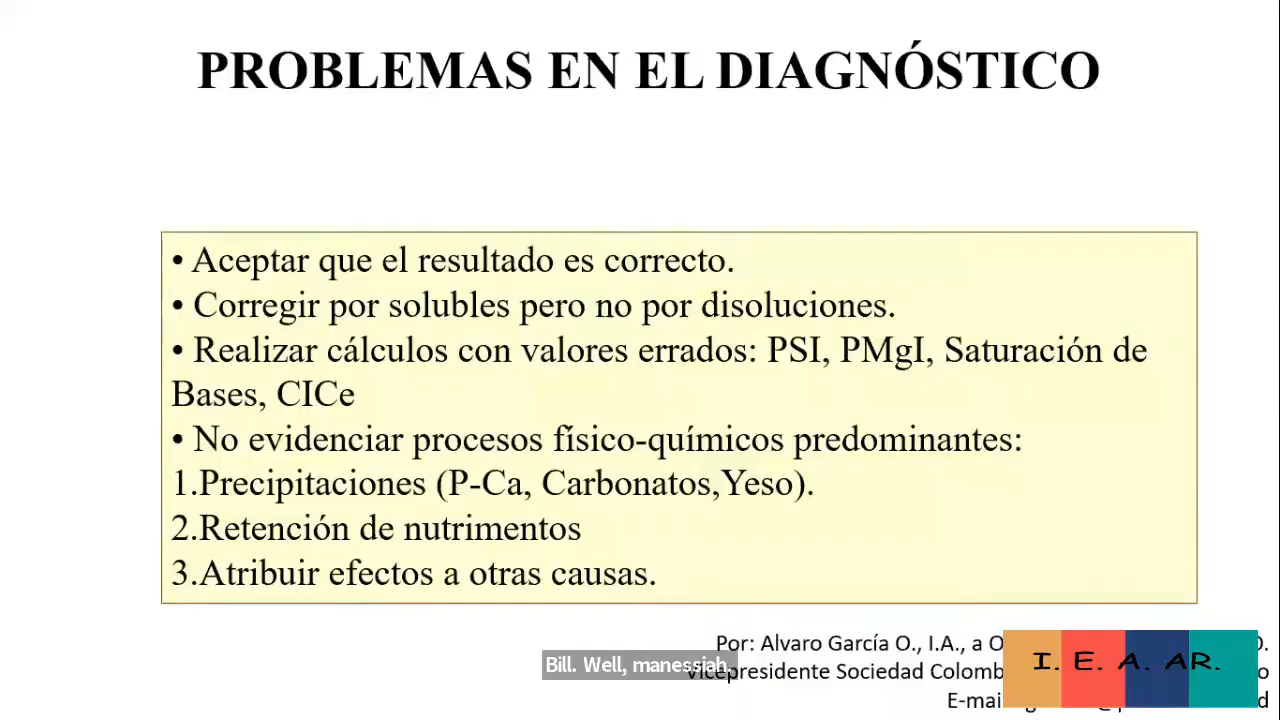 PROBLEMAS EN EL DIAGNÓSTICO
• Aceptar que el resultado es correcto.
• Corregir por solubles pero no por disoluciones.
• Realizar cálculos con valores errados: PSI, PMgI, Saturación de
Bases, CICe
• No evidenciar procesos físico-químicos predominantes:
1.Precipitaciones (P-Ca, Carbonatos,Yeso).
2.Retención de nutrimentos
3.Atribuir efectos a otras causas.
Por: Alvaro García O., I.A., a
I. E. A. AR.
Bill. Well, manessiah.
Vicepresidente Sociedad